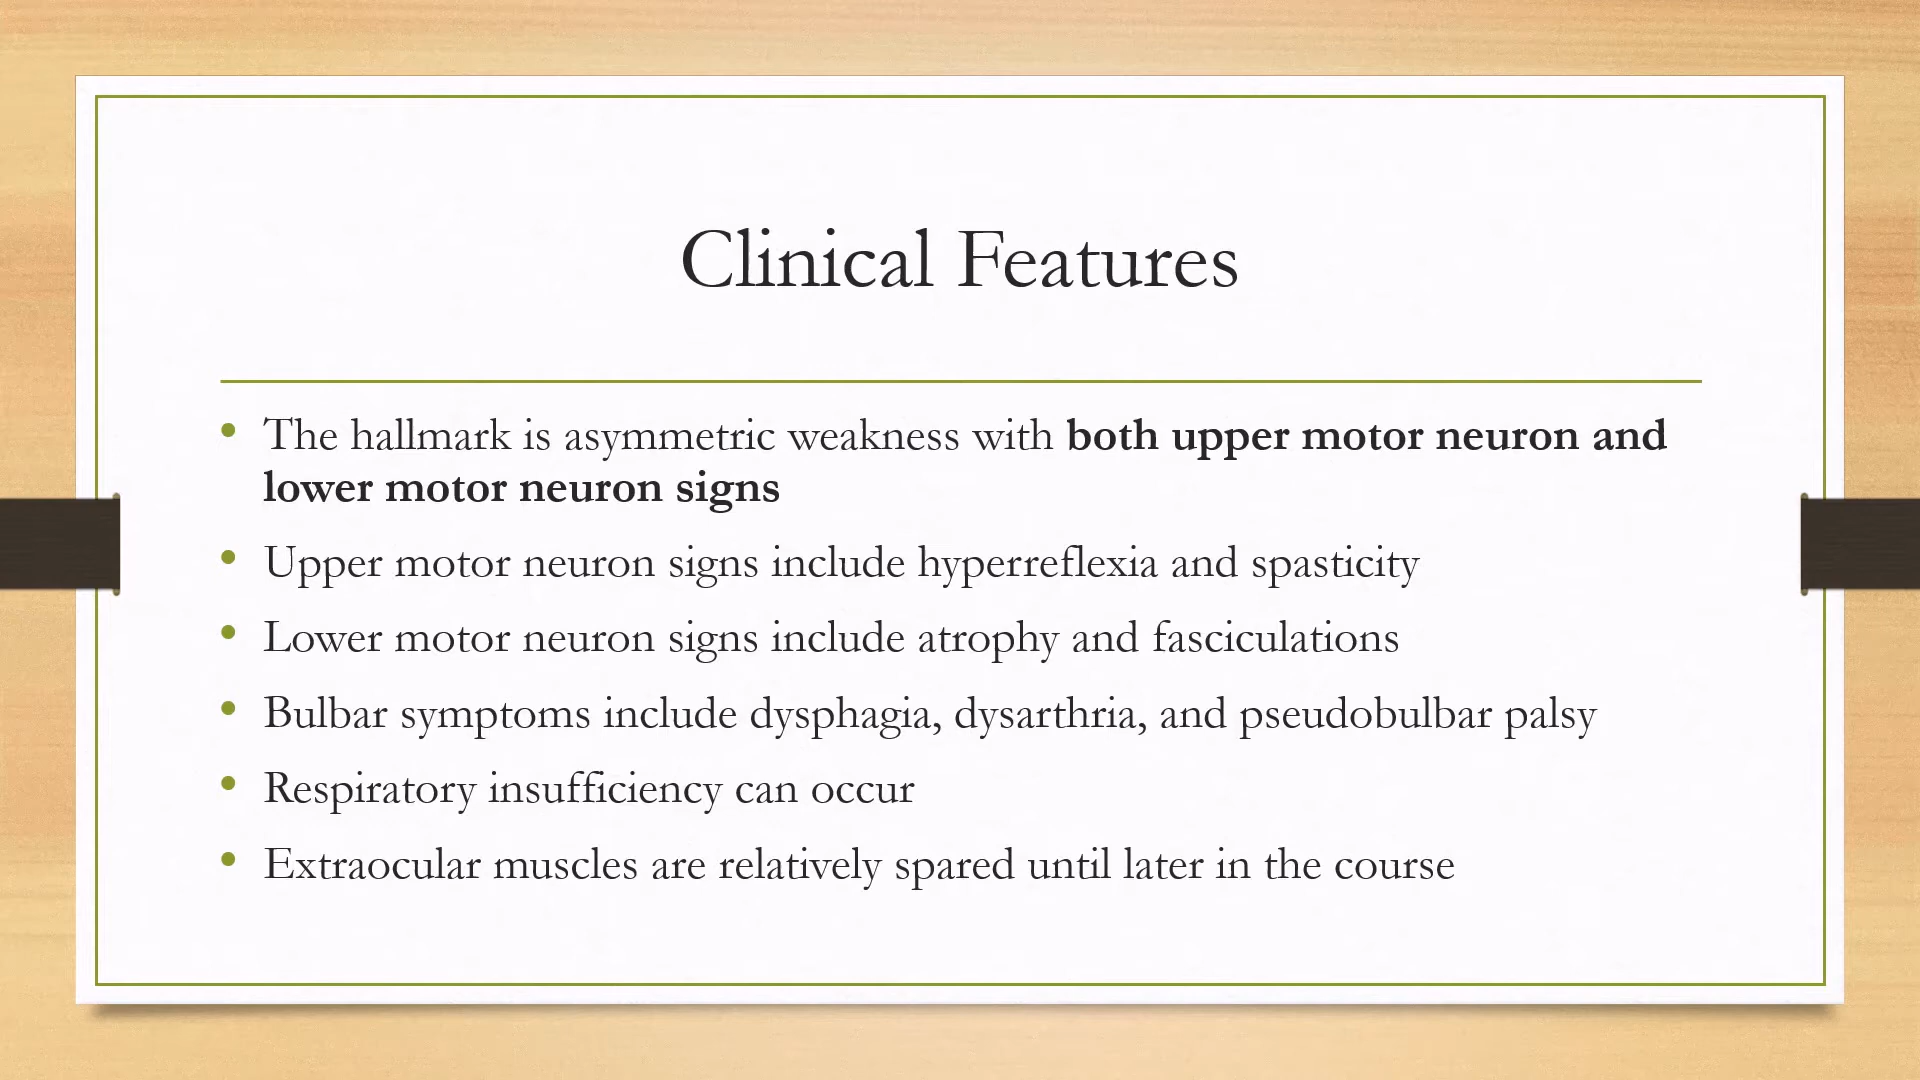 Clinical Features
• The hallmark is asymmetric weakness with both upper motor neuron and
lower motor neuron signs
• Upper motor neuron signs include hyperreflexia and spasticity
• Lower motor neuron signs include atrophy and fasciculations
• Bulbar symptoms include dysphagia, dysarthria, and pseudobulbar palsy
• Respiratory insufficiency can occur
• Extraocular muscles are relatively spared until later in the course